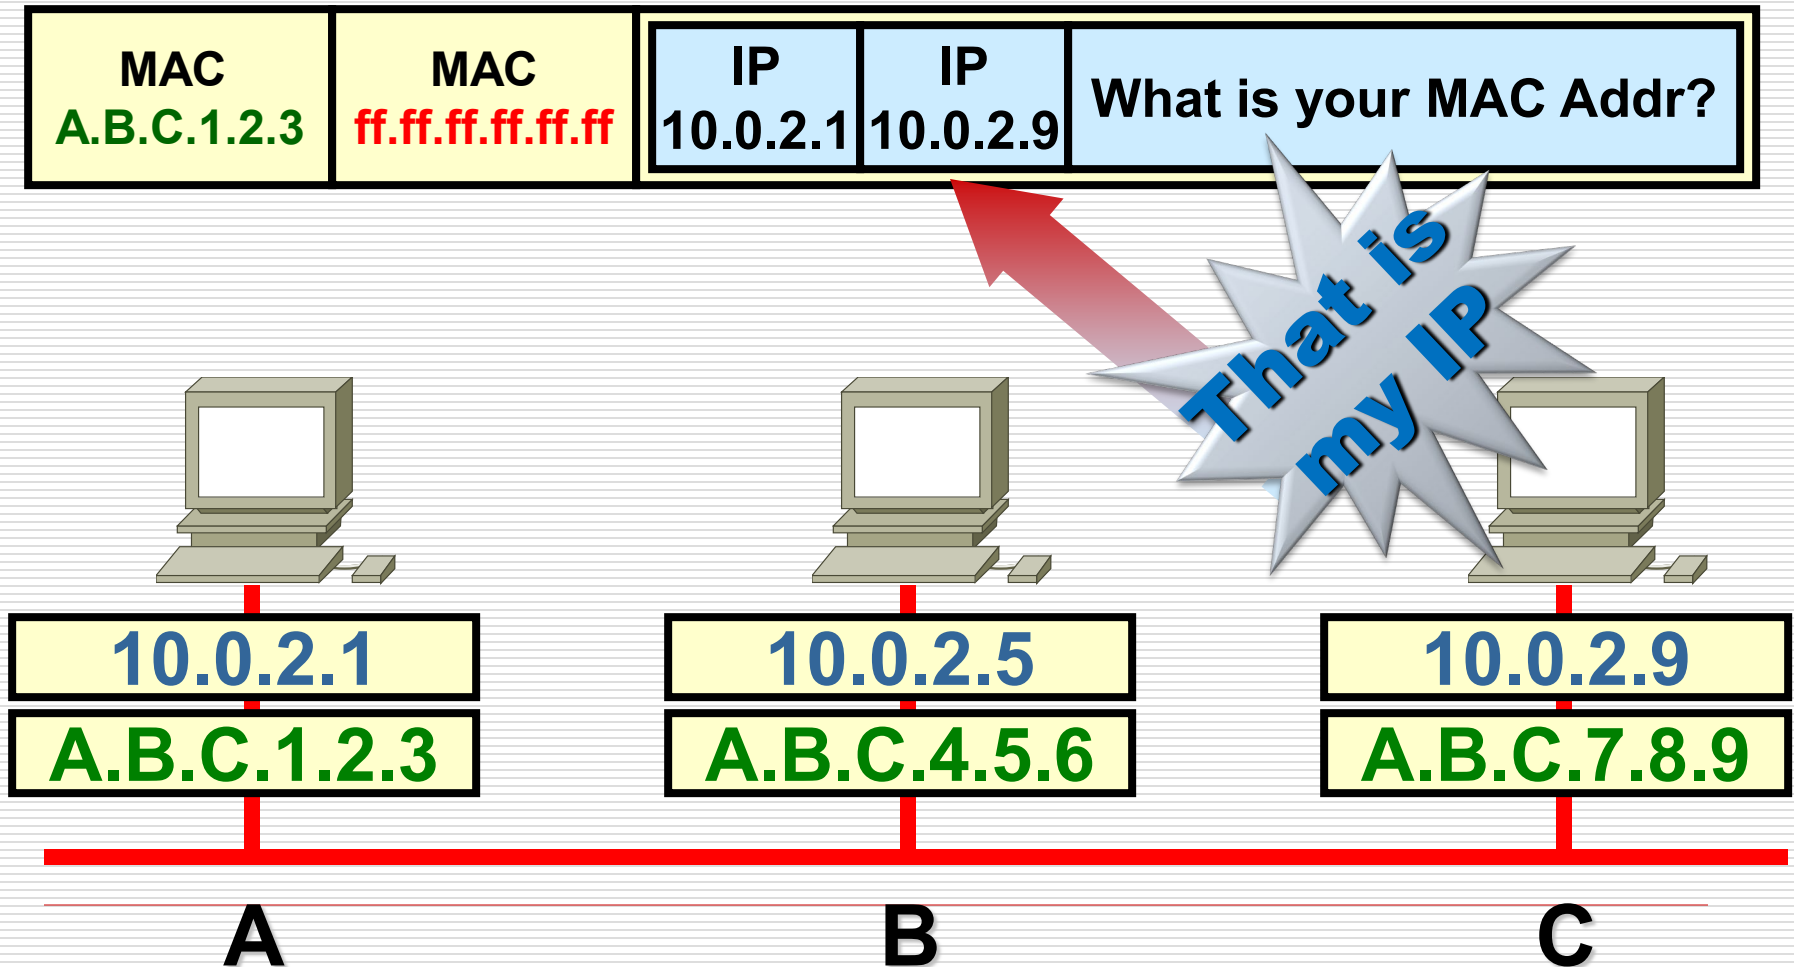 MAC
A.B.C.1.2.3
MAC
ff.ff.ff.ff.ff.ff
IP
10.0.2.1
IP
10.0.2.9
What is your MAC Addr?
That is
my IP
10.0.2.1
A.B.C.1.2.3
10.0.2.5
A.B.C.4.5.6
10.0.2.9
A.B.C.7.8.9
A
B
C